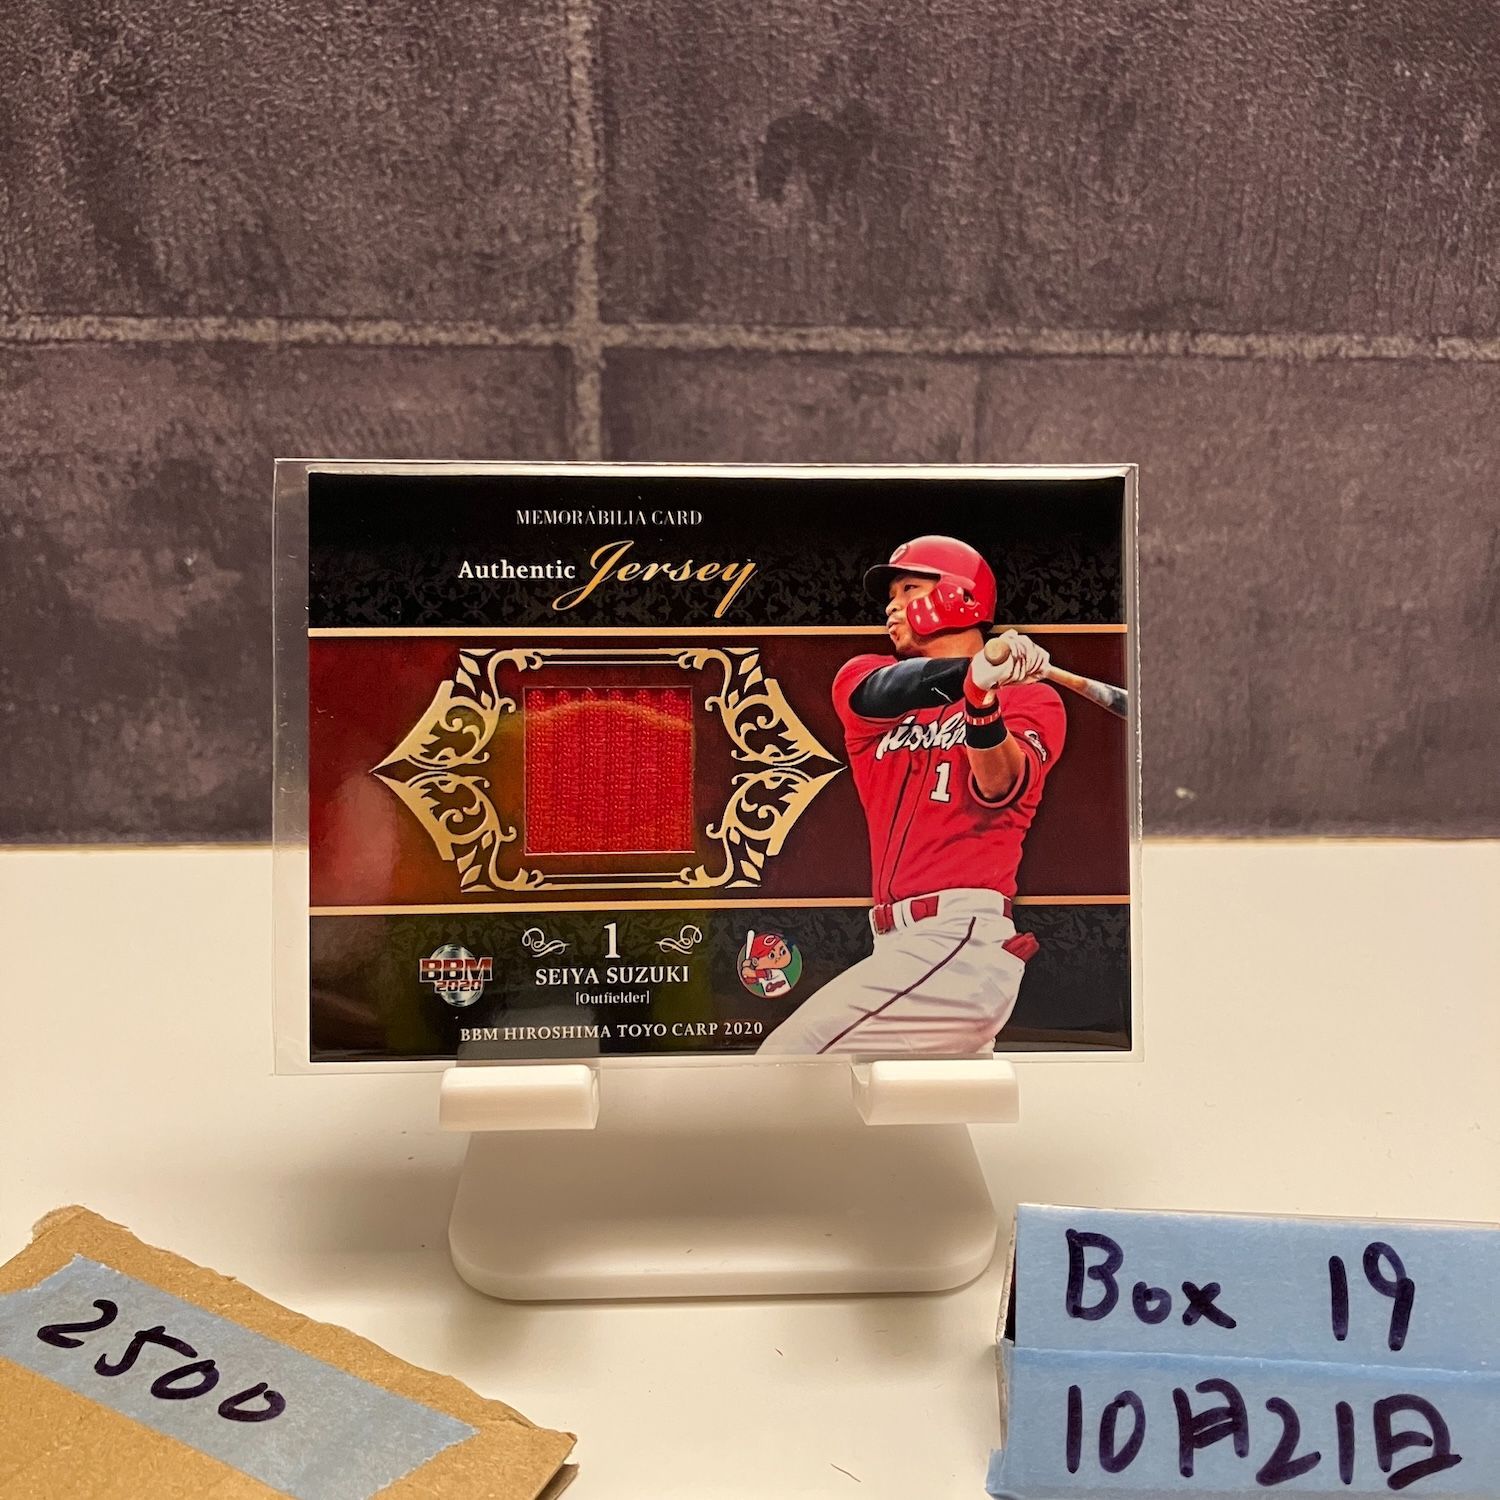 MEMORABILIA CARD
Authentic Jersey
Hiroshima
1
1
SEIYA SUZUKI
[Outfielder]
BBM
2020
BBM HIROSHIMA TOYO CARP 2020
2500
Box 19
10月21日